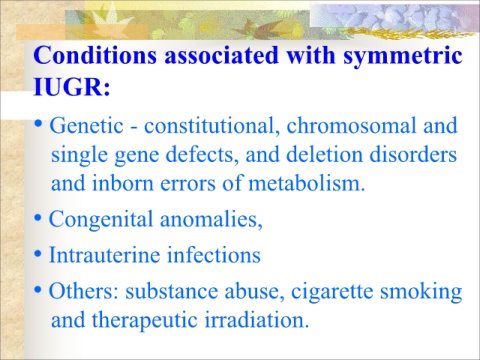 Conditions associated with symmetric
IUGR:
• Genetic - constitutional, chromosomal and
single gene defects, and deletion disorders
and inborn errors of metabolism.
• Congenital anomalies,
• Intrauterine infections
• Others: substance abuse, cigarette smoking
and therapeutic irradiation.